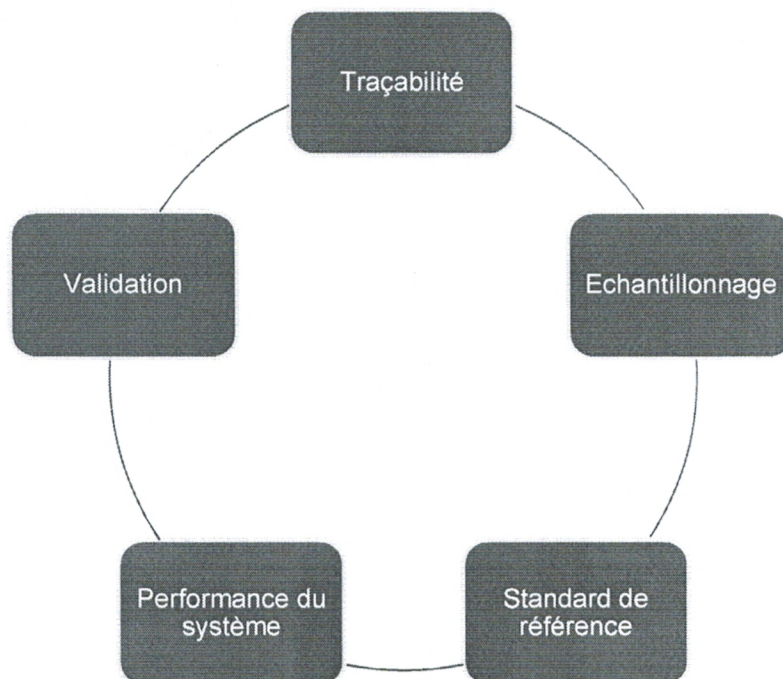 Traçabilité
Echantillonnage
Standard de
référence
Performance du
système
Validation